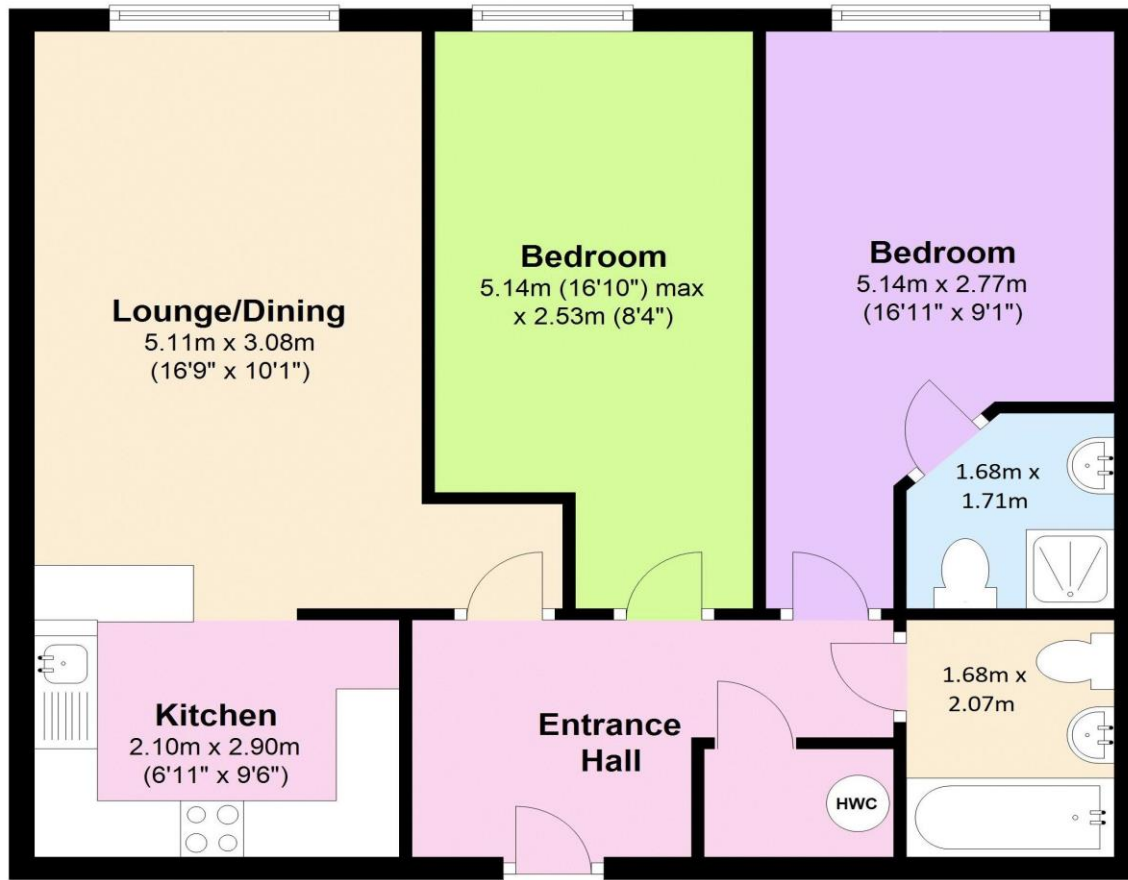 Lounge/Dining
5.11m x 3.08m
(16'9" x 10'1")
Bedroom
5.14m (16'10") max
x 2.53m (8'4")
Bedroom
5.14m x 2.77m
(16'11" x 9'1")
1.68m x
1.71m
Kitchen
2.10m x 2.90m
(6'11" x 9'6")
Entrance
Hall
HWC
1.68m x
2.07m